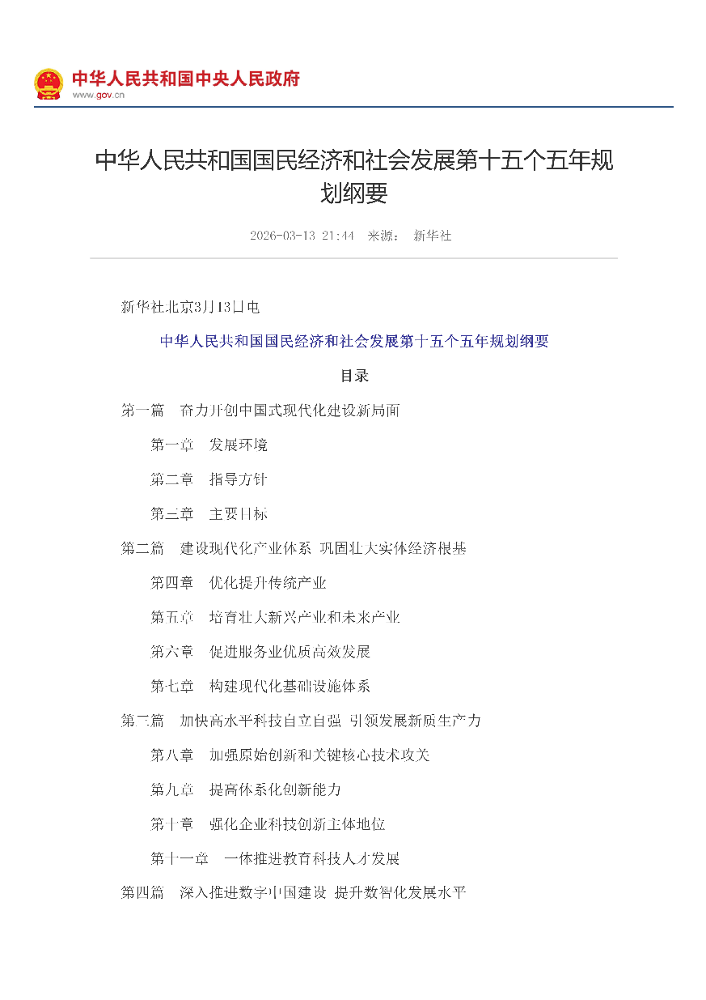 中华人民共和国中央人民政府
www.gov.cn
中华人民共和国国民经济和社会发展第十五个五年规
划纲要
2026-03-13 21:44 来源： 新华社
新华社北京3月13日电
中华人民共和国国民经济和社会发展第十五个五年规划纲要
目录
第一篇 奋力开创中国式现代化建设新局面
第一章 发展环境
第二章 指导方针
第三章 主要目标
第二篇 建设现代化产业体系 巩固壮大实体经济根基
第四章 优化提升传统产业
第五章 培育壮大新兴产业和未来产业
第六章 促进服务业优质高效发展
第七章 构建现代化基础设施体系
第三篇 加快高水平科技自立自强 引领发展新质生产力
第八章 加强原始创新和关键核心技术攻关
第九章 提高体系化创新能力
第十章 强化企业科技创新主体地位
第十一章 一体推进教育科技人才发展
第四篇 深入推进数字中国建设 提升数智化发展水平